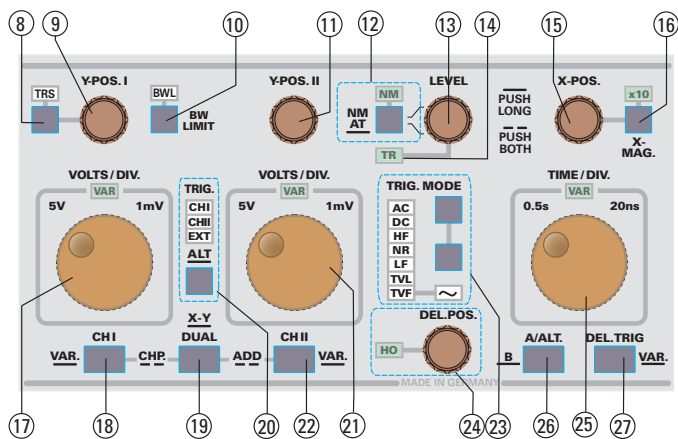 8 9 10 11 12 13 14 15 16
Y-POS. I
Y-POS. II
LEVEL
X-POS.
TRS
BWL
NM
x10
BW
LIMIT
NM
AT
PUSH
LONG
PUSH
BOTH
X-
MAG.
TR
VOLTS / DIV.
VAR
5V
1mV
TRIG.
CHI
CHII
EXT
ALT
VOLTS / DIV.
VAR
5V
1mV
TRIG. MODE
AC
DC
HF
NR
LF
TVL
TVF
~
TIME / DIV.
VAR
0.5s
20ns
DEL.POS.
HO
X-Y
CH I
DUAL
CH II
A/ALT.
DEL.TRIG
VAR.
CHP.
ADD
VAR.
B
VAR.
MADE IN GERMANY
17 18 19 20 22 21 24 23 26 25 27